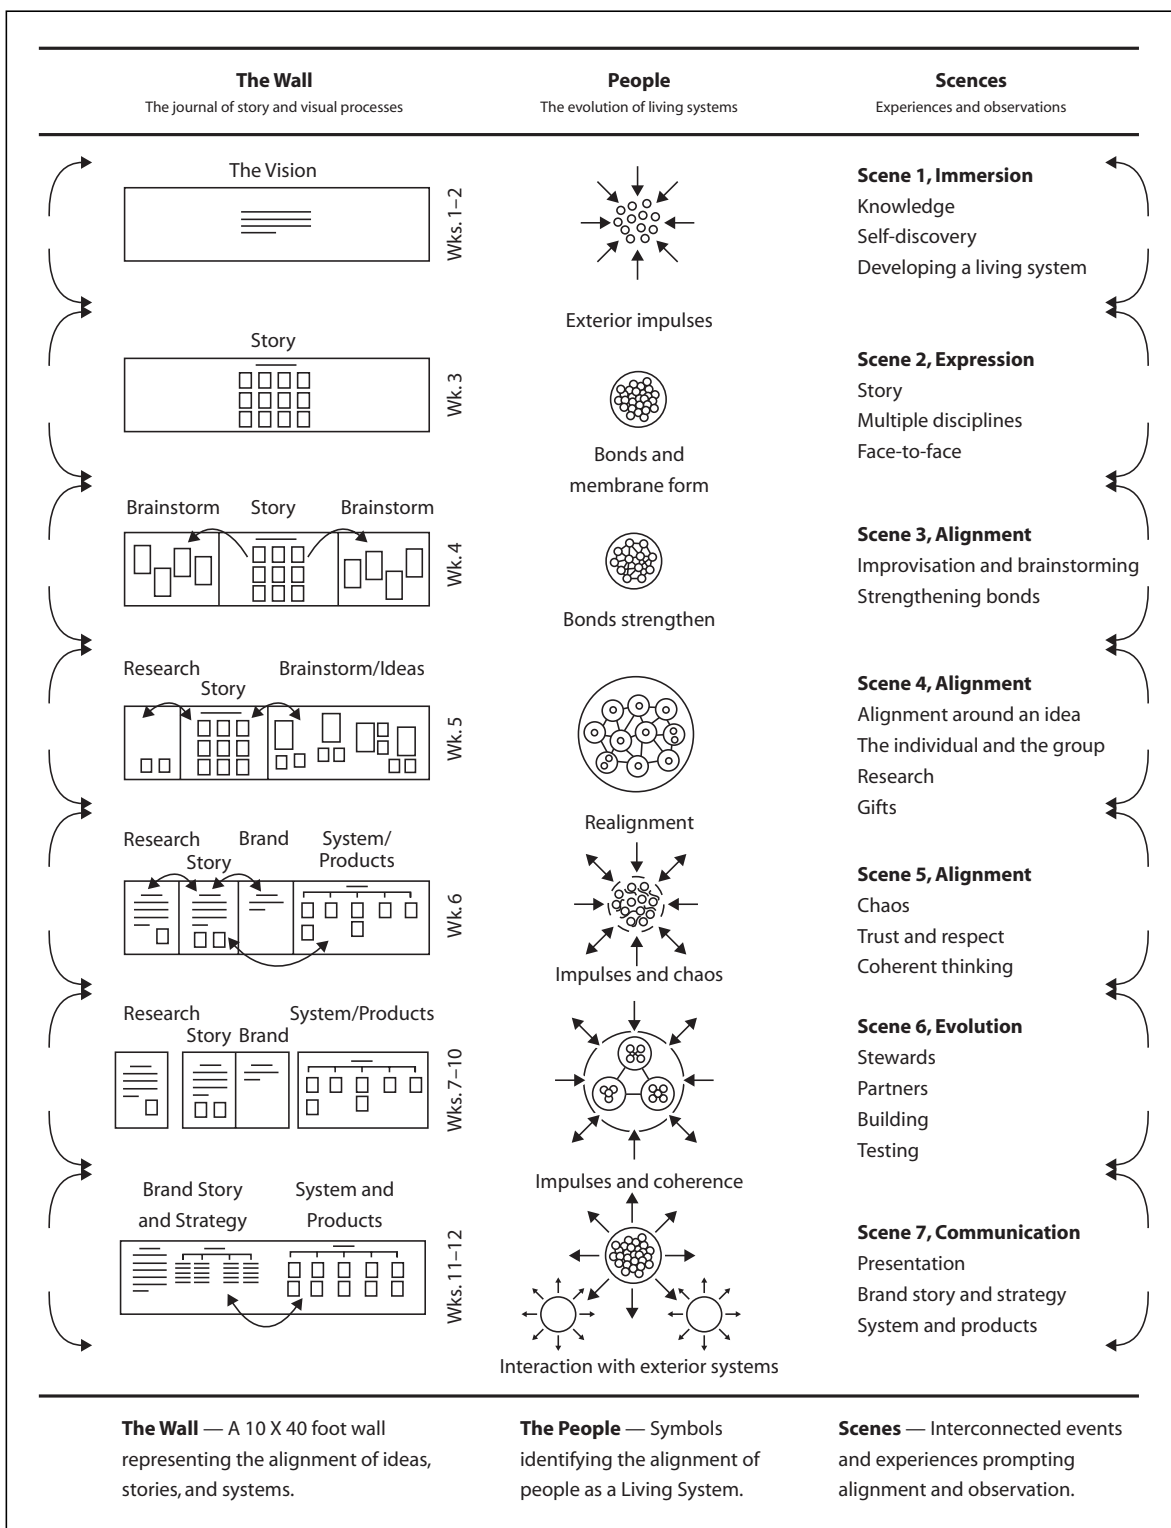 The Wall
The journal of story and visual processes
People
The evolution of living systems
Scences
Experiences and observations
The Vision
Wks. 1–2
Exterior impulses
Scene 1, Immersion
Knowledge
Self-discovery
Developing a living system
Story
Wk. 3
Bonds and
membrane form
Scene 2, Expression
Story
Multiple disciplines
Face-to-face
Brainstorm Story Brainstorm
Wk. 4
Bonds strengthen
Scene 3, Alignment
Improvisation and brainstorming
Strengthening bonds
Research Brainstorm/Ideas
Story
Wk. 5
Realignment
Scene 4, Alignment
Alignment around an idea
The individual and the group
Research
Gifts
Research Brand System/
Story Products
Wk. 6
Impulses and chaos
Scene 5, Alignment
Chaos
Trust and respect
Coherent thinking
Research System/Products
Story Brand
Wks. 7–10
Impulses and coherence
Scene 6, Evolution
Stewards
Partners
Building
Testing
Brand Story
and Strategy
System and
Products
Wks. 11–12
Interaction with exterior systems
Scene 7, Communication
Presentation
Brand story and strategy
System and products
The Wall — A 10 X 40 foot wall
representing the alignment of ideas,
stories, and systems.
The People — Symbols
identifying the alignment of
people as a Living System.
Scenes — Interconnected events
and experiences prompting
alignment and observation.